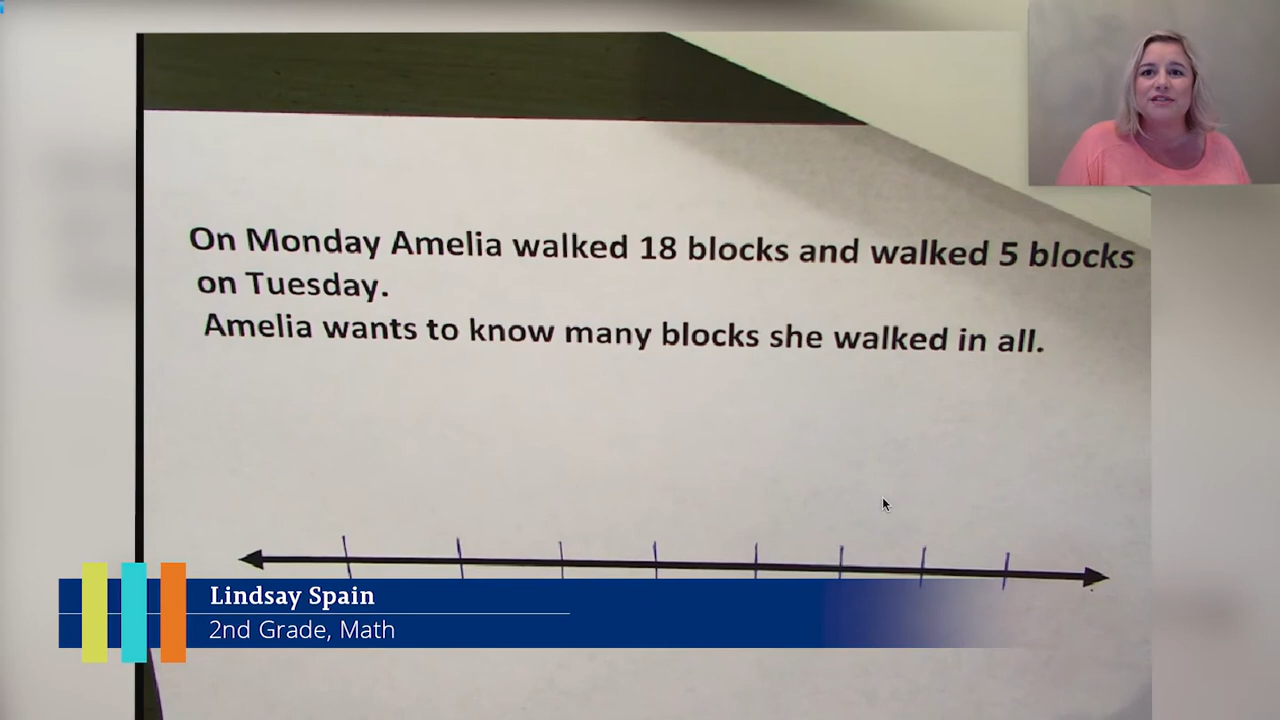 On Monday Amelia walked 18 blocks and walked 5 blocks
on Tuesday.
Amelia wants to know many blocks she walked in all.
Lindsay Spain
2nd Grade, Math